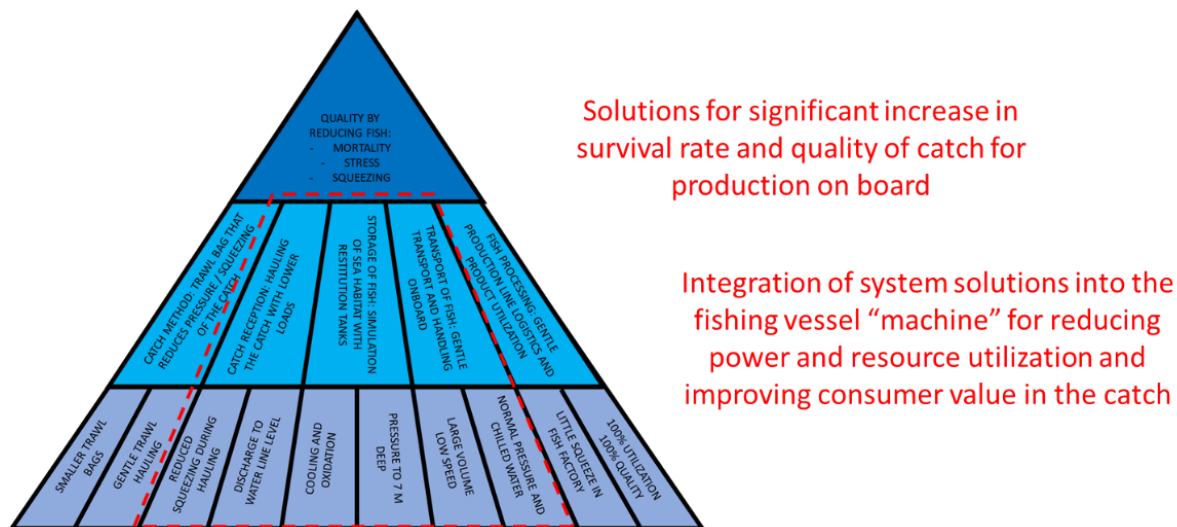 QUALITY BY
REDUCING FISH:
- MORTALITY
- STRESS
- SQUEEZING
CATCH METHOD: TRAWL BAG THAT
REDUCES PRESSURE / SQUEEZING
OF THE CATCH
CATCH RECEPTION: HAULING
THE CATCH WITH LOWER
LOADS
STORAGE OF FISH: SIMULATION
OF SEA HABITAT WITH
RESTITUTION TANKS
TRANSPORT OF FISH: GENTLE
TRANSPORT AND HANDLING
ONBOARD
FISH PROCESSING: GENTLE
PRODUCTION LINE LOGISTICS AND
PRODUCT UTILIZATION
SMALLER TRAWL
BAGS
GENTLE TRAWL
HAULING
REDUCED
SQUEEZING DURING
HAULING
DISCHARGE TO
WATER LINE LEVEL
COOLING AND
OXIDATION
PRESSURE TO 7 M
DEEP
LARGE VOLUME
LOW SPEED
NORMAL PRESSURE AND
CHILLED WATER
LITTLE SQUEEZE IN
FISH FACTORY
100% UTILIZATION
100% QUALITY
Solutions for significant increase in
survival rate and quality of catch for
production on board
Integration of system solutions into the
fishing vessel “machine” for reducing
power and resource utilization and
improving consumer value in the catch